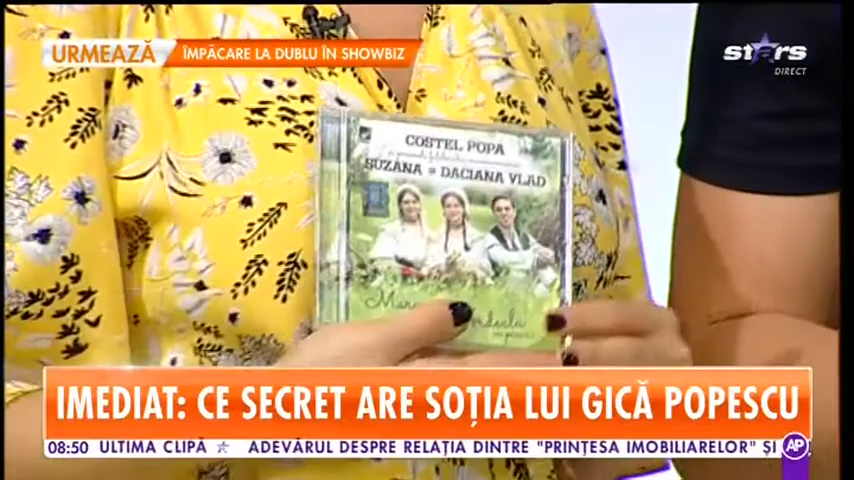 URMEAZĂ
ÎMPĂCARE LA DUBLU ÎN SHOWBIZ
stars
DIRECT
COSTEL POPA
SUZANA DACIANA VLAD
IMEDIAT: CE SECRET ARE SOȚIA LUI GICĂ POPESCU
08:50 ULTIMA CLIPĂ ADEVĂRUL DESPRE RELAȚIA DINTRE "PRINȚESA IMOBILIARELOR" ȘI
AP